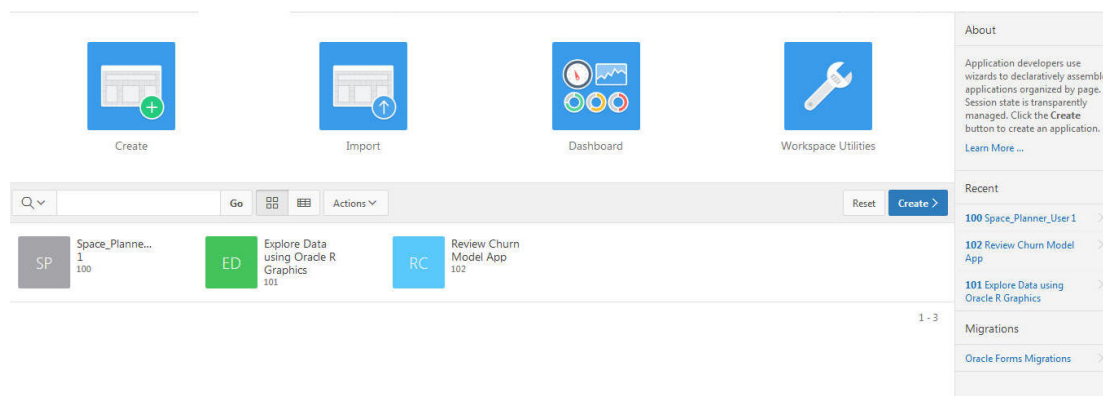 Create
Import
Dashboard
Workspace Utilities
Go
Actions
Reset
Create >
SP
Space_Planne...
1
100
ED
Explore Data
using Oracle R
Graphics
101
RC
Review Churn
Model App
102
1 - 3
About
Application developers use
wizards to declaratively assemble
applications organized by page.
Session state is transparently
managed. Click the Create
button to create an application.
Learn More ...
Recent
100 Space_Planner_User1
102 Review Churn Model
App
101 Explore Data using
Oracle R Graphics
Migrations
Oracle Forms Migrations